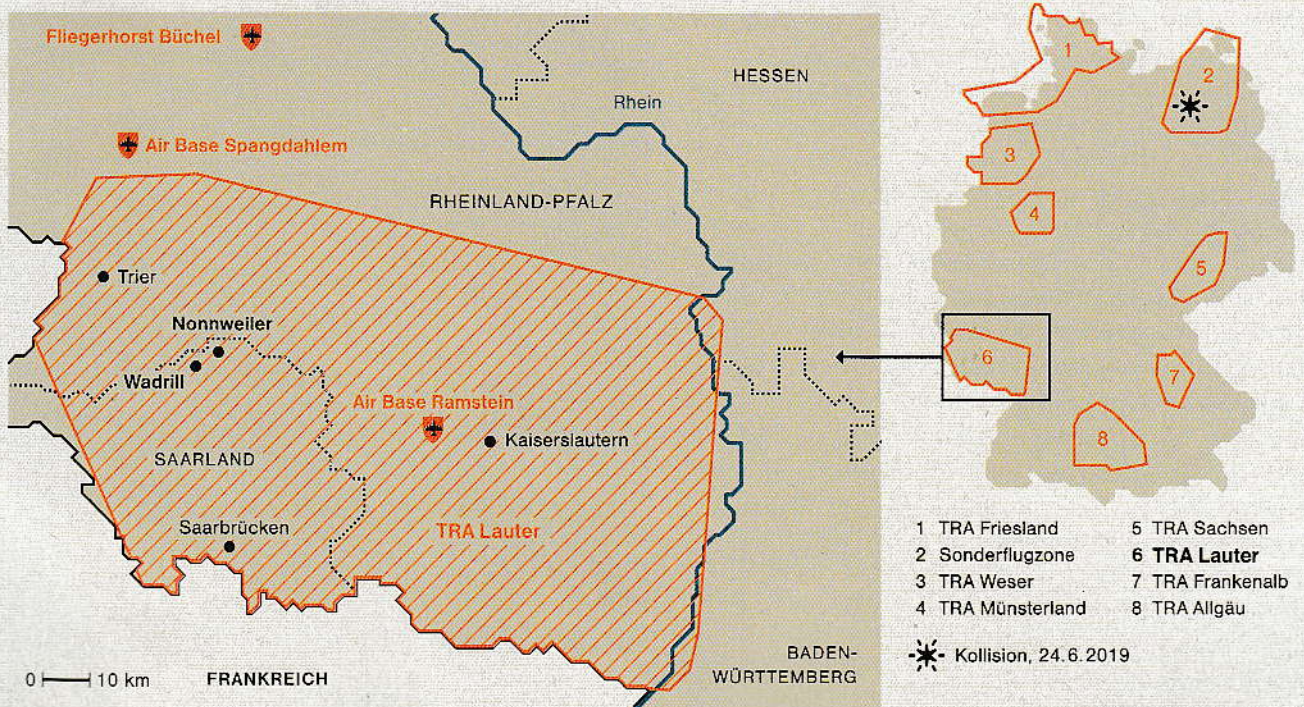 Fliegerhorst Büchel
HESSEN
Rhein
Air Base Spangdahlem
RHEINLAND-PFALZ
Trier
Nonnweiler
Wadrill
Air Base Ramstein
Kaiserslautern
SAARLAND
Saarbrücken
TRA Lauter
BADEN-
WÜRTTEMBERG
0 10 km
FRANKREICH
1
2
3
4
5
6
7
8
1 TRA Friesland
2 Sonderflugzone
3 TRA Weser
4 TRA Münsterland
5 TRA Sachsen
6 TRA Lauter
7 TRA Frankenalb
8 TRA Allgäu
Kollision, 24.6.2019